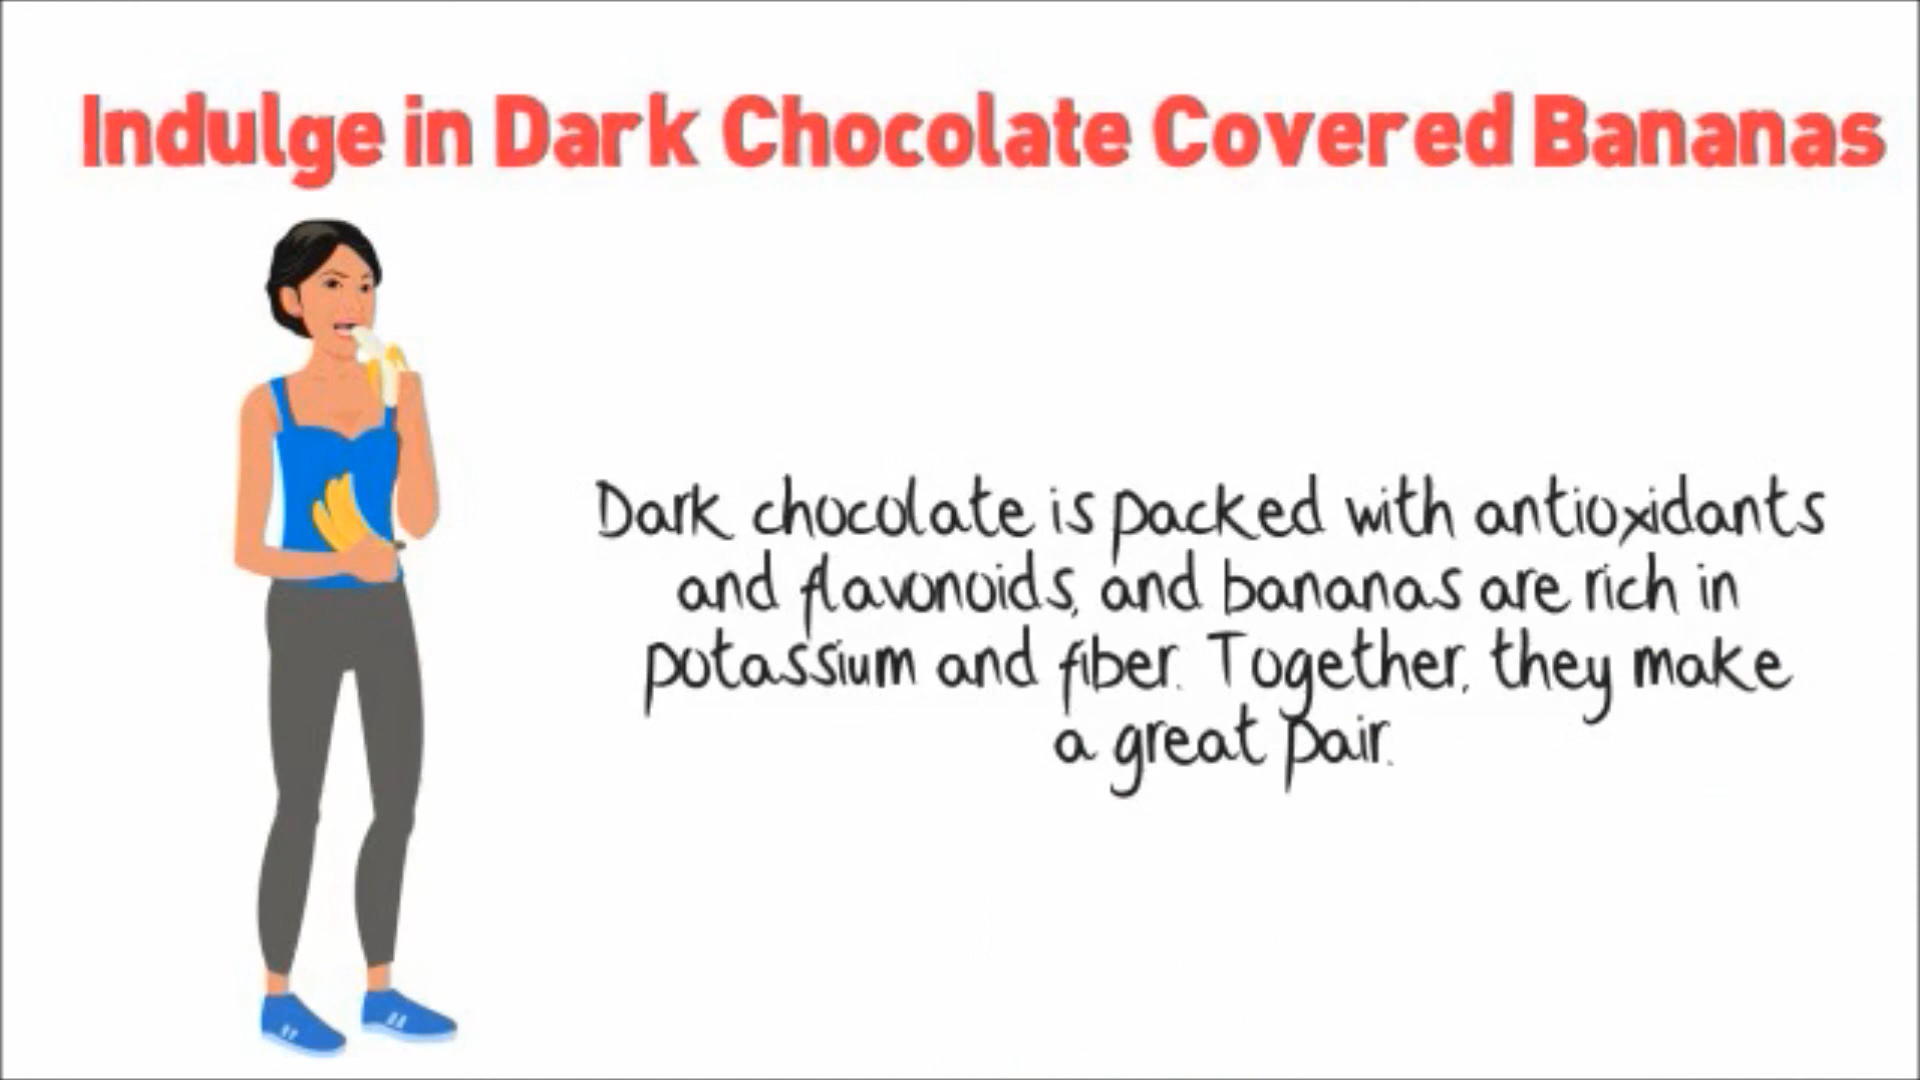 Indulge in Dark Chocolate Covered Bananas
Dark chocolate is packed with antioxidants
and flavonoids, and bananas are rich in
potassium and fiber. Together, they make
a great pair.